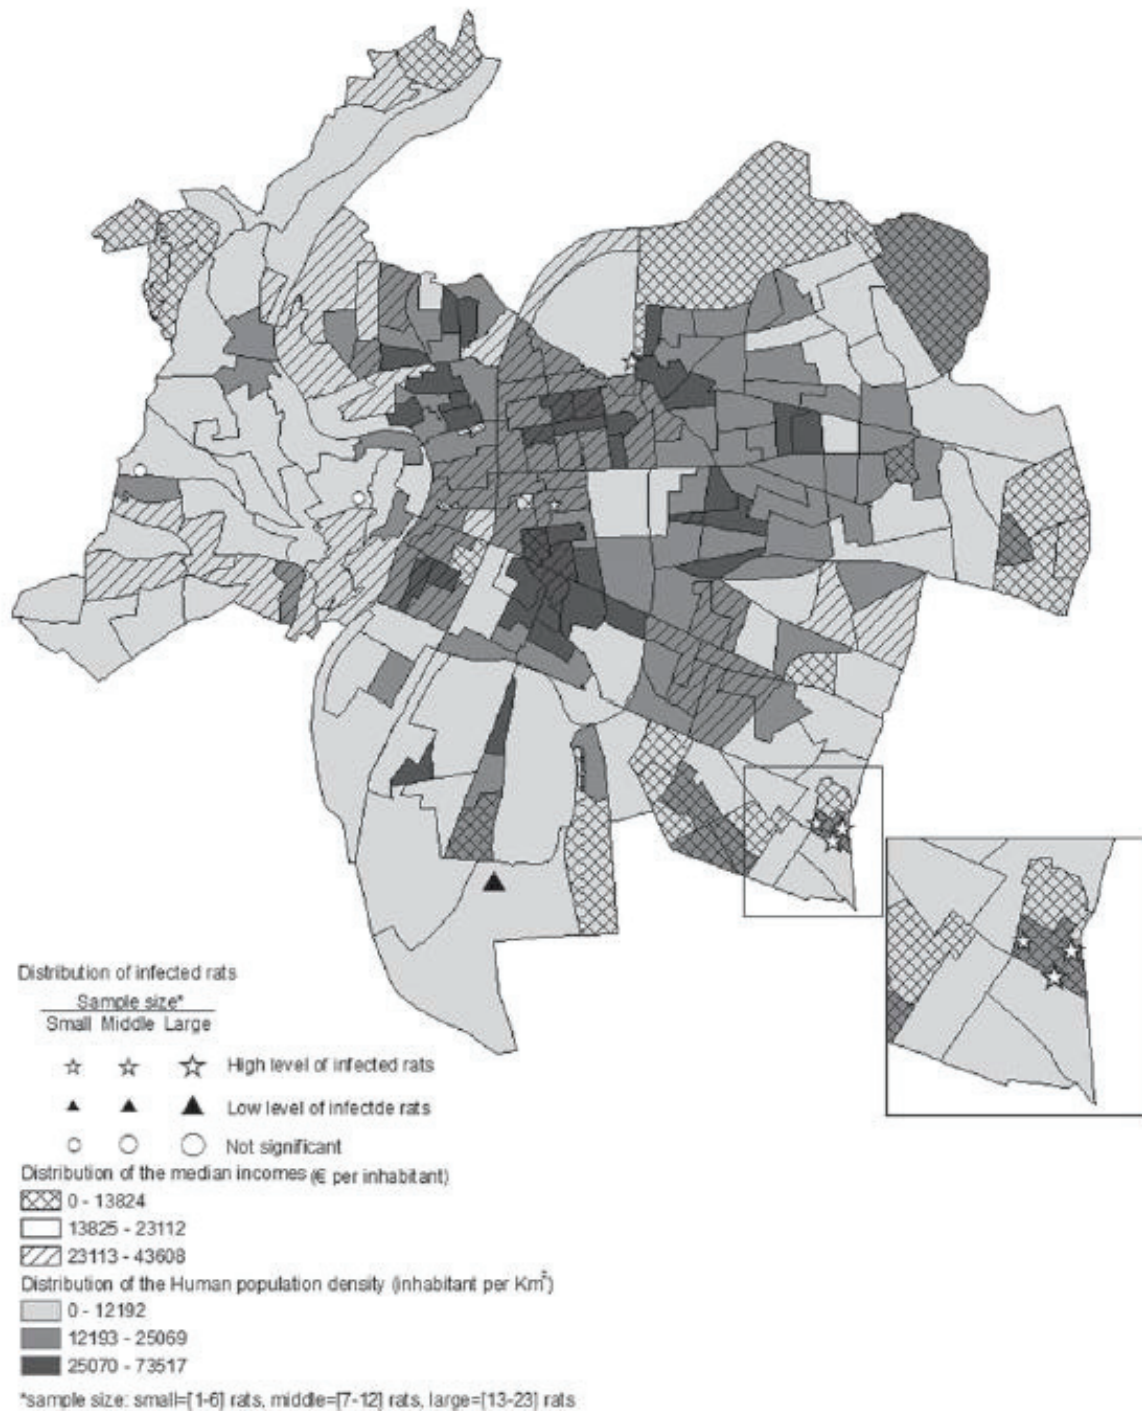 Distribution of infected rats
Sample size*
Small Middle Large
High level of infected rats
Low level of infectde rats
Not significant
Distribution of the median incomes (€ per inhabitant)
0 - 13824
13825 - 23112
23113 - 43608
Distribution of the Human population density (inhabitant per Km²)
0 - 12192
12193 - 25069
25070 - 73517
*sample size: small=[1-6] rats, middle=[7-12] rats, large=[13-23] rats